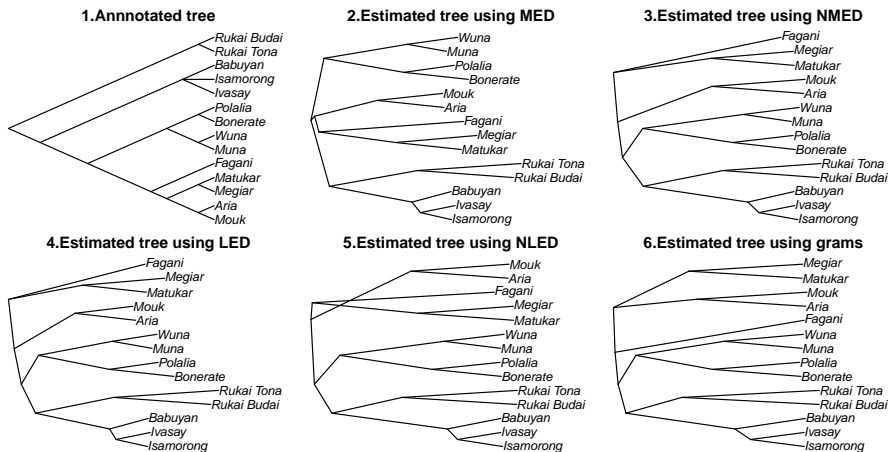 1.Annnotated tree
Rukai Budai
Rukai Tona
Babuyan
Isamorong
Ivasay
Polalia
Bonerate
Wuna
Muna
Fagani
Matukar
Megiar
Aria
Mouk
2.Estimated tree using MED
Wuna
Muna
Polalia
Bonerate
Mouk
Aria
Fagani
Megiar
Matukar
Rukai Tona
Rukai Budai
Babuyan
Ivasay
Isamorong
3.Estimated tree using NMED
Fagani
Megiar
Matukar
Mouk
Aria
Wuna
Muna
Polalia
Bonerate
Rukai Tona
Rukai Budai
Babuyan
Ivasay
Isamorong
4.Estimated tree using LED
Fagani
Megiar
Matukar
Mouk
Aria
Wuna
Muna
Polalia
Bonerate
Rukai Tona
Rukai Budai
Babuyan
Ivasay
Isamorong
5.Estimated tree using NLED
Mouk
Aria
Fagani
Megiar
Matukar
Wuna
Muna
Polalia
Bonerate
Rukai Tona
Rukai Budai
Babuyan
Ivasay
Isamorong
6.Estimated tree using grams
Megiar
Matukar
Mouk
Aria
Fagani
Wuna
Muna
Polalia
Bonerate
Rukai Tona
Rukai Budai
Babuyan
Ivasay
Isamorong